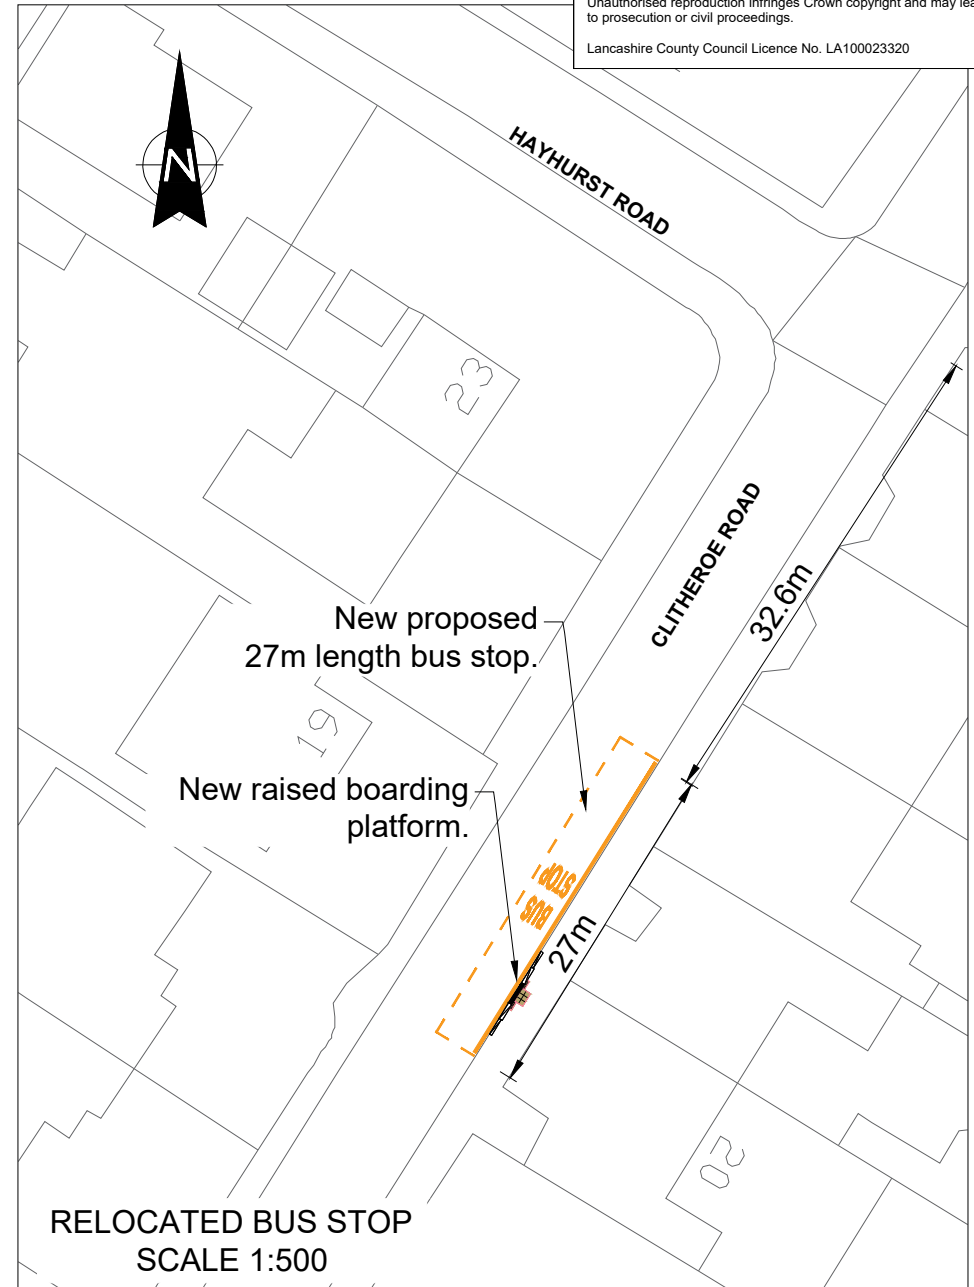 Unauthorised reproduction infringes Crown copyright and may lea
to prosecution or civil proceedings.
Lancashire County Council Licence No. LA100023320
N
HAYHURST ROAD
23
CLITHEROE ROAD
32.6m
New proposed
27m length bus stop.
19
New raised boarding
platform.
BUS
STOP
27m
20
RELOCATED BUS STOP
SCALE 1:500